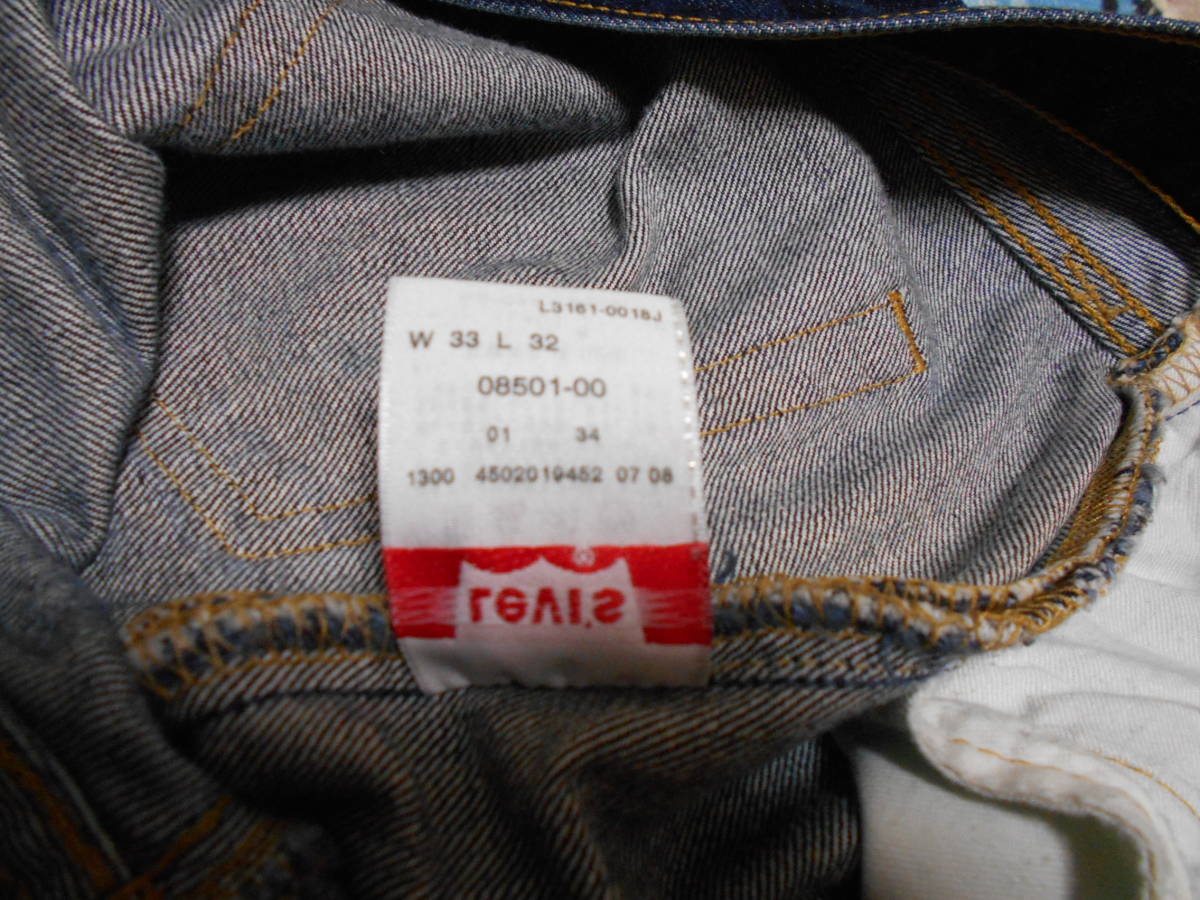 L3161-0018J
W 33 L 32
08501-00
01 34
1300 4502019452 07 08
®
Levi's